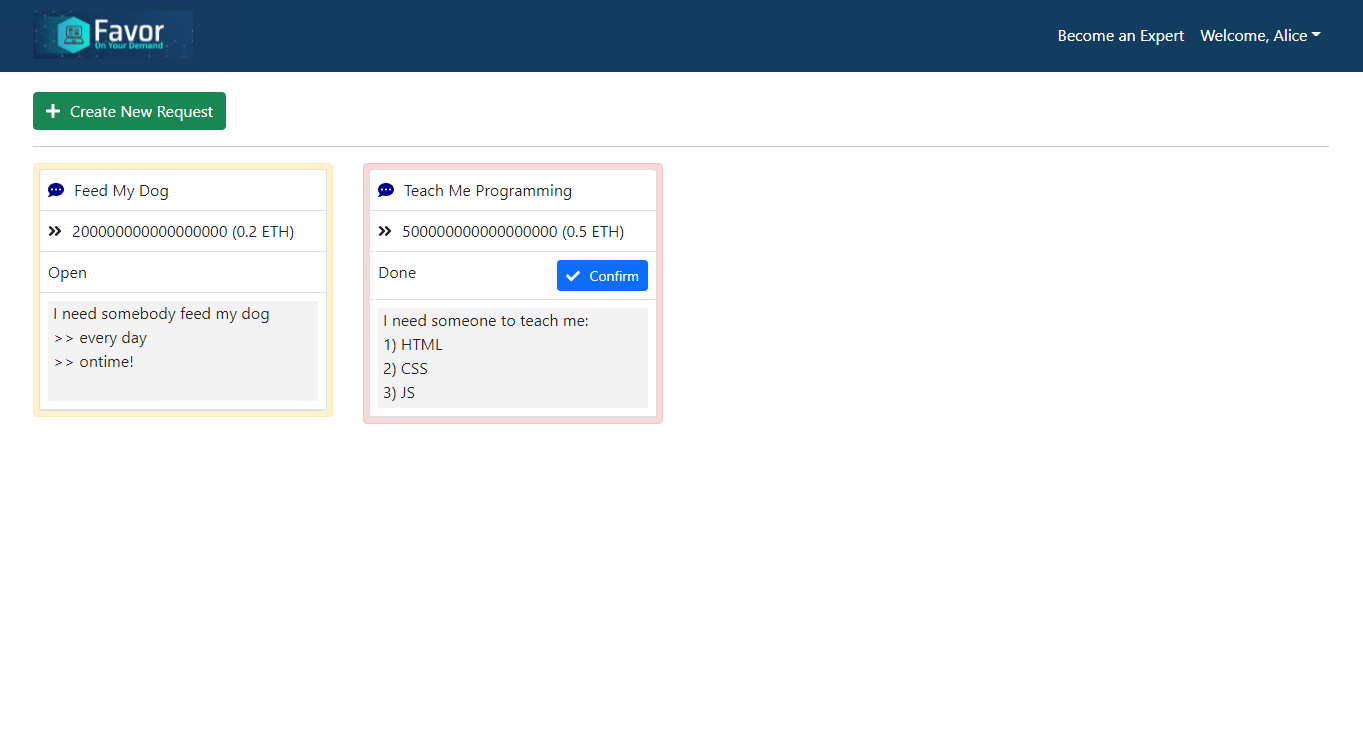 Favor
On Your Demand
Become an Expert
Welcome, Alice
Create New Request
Feed My Dog
200000000000000000 (0.2 ETH)
Open
I need somebody feed my dog
>> every day
>> ontime!
Teach Me Programming
500000000000000000 (0.5 ETH)
Done
Confirm
I need someone to teach me:
1) HTML
2) CSS
3) JS